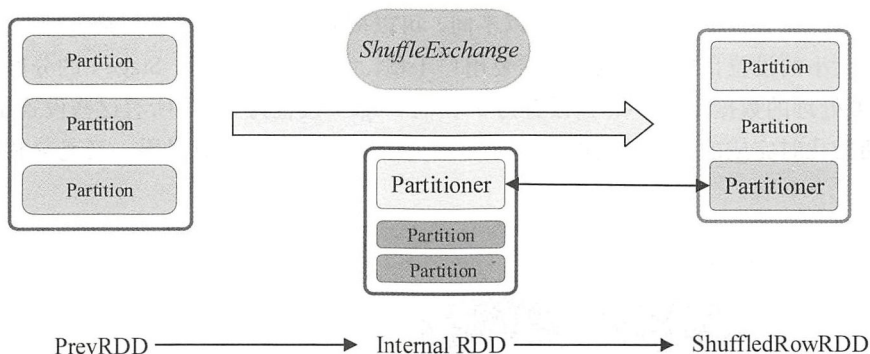 Partition
Partition
Partition
ShuffleExchange
Partitioner
Partition
Partition
Partition
Partition
Partitioner
PrevRDD
Internal RDD
ShuffledRowRDD